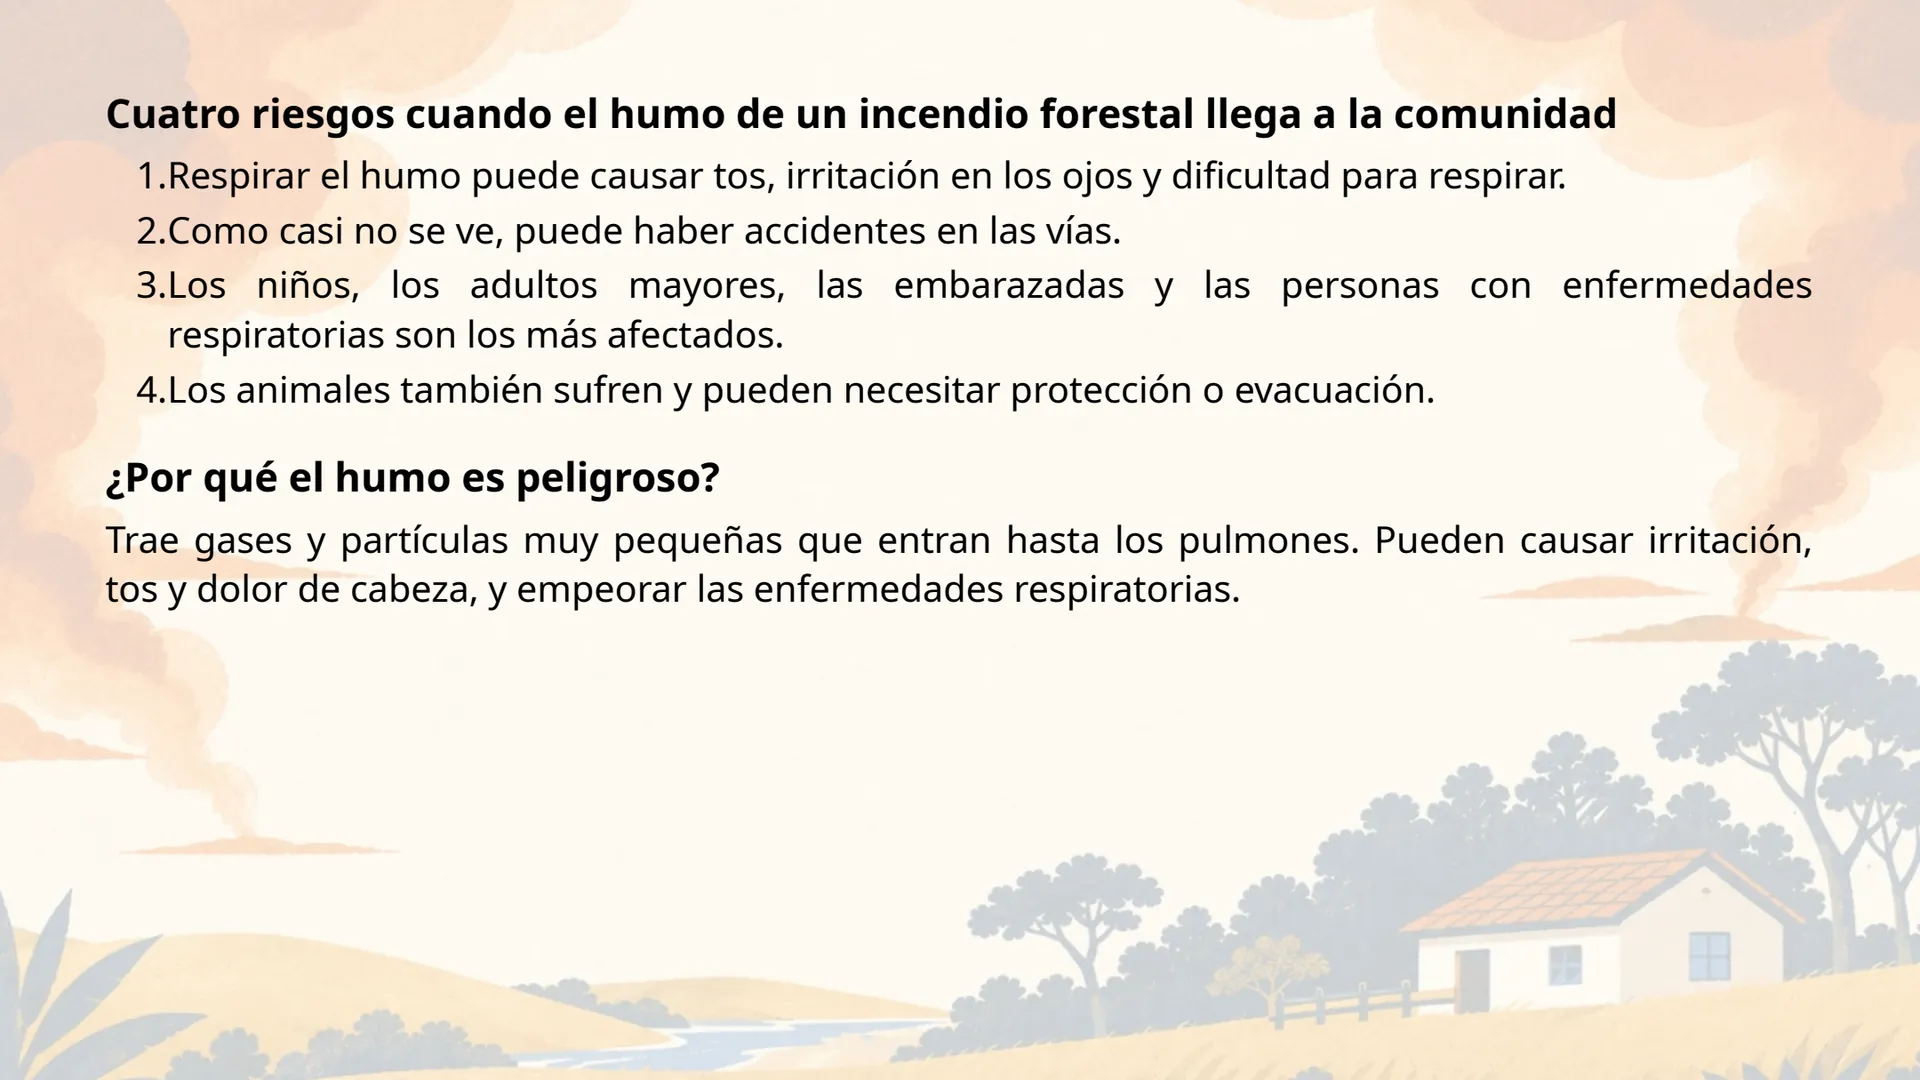 Cuatro riesgos cuando el humo de un incendio forestal llega a la comunidad
1.Respirar el humo puede causar tos, irritación en los ojos y dificultad para respirar.
2.Como casi no se ve, puede haber accidentes en las vías.
3.Los niños, los adultos mayores, las embarazadas y las personas con enfermedades
respiratorias son los más afectados.
4.Los animales también sufren y pueden necesitar protección o evacuación.
¿Por qué el humo es peligroso?
Trae gases y partículas muy pequeñas que entran hasta los pulmones. Pueden causar irritación,
tos y dolor de cabeza, y empeorar las enfermedades respiratorias.